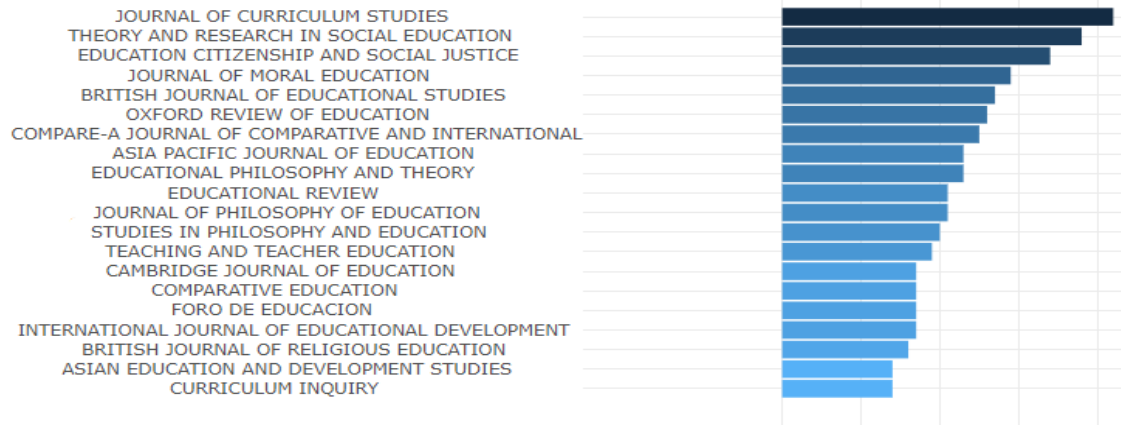 JOURNAL OF CURRICULUM STUDIES
THEORY AND RESEARCH IN SOCIAL EDUCATION
EDUCATION CITIZENSHIP AND SOCIAL JUSTICE
JOURNAL OF MORAL EDUCATION
BRITISH JOURNAL OF EDUCATIONAL STUDIES
OXFORD REVIEW OF EDUCATION
COMPARE-A JOURNAL OF COMPARATIVE AND INTERNATIONAL
ASIA PACIFIC JOURNAL OF EDUCATION
EDUCATIONAL PHILOSOPHY AND THEORY
EDUCATIONAL REVIEW
JOURNAL OF PHILOSOPHY OF EDUCATION
STUDIES IN PHILOSOPHY AND EDUCATION
TEACHING AND TEACHER EDUCATION
CAMBRIDGE JOURNAL OF EDUCATION
COMPARATIVE EDUCATION
FORO DE EDUCACION
INTERNATIONAL JOURNAL OF EDUCATIONAL DEVELOPMENT
BRITISH JOURNAL OF RELIGIOUS EDUCATION
ASIAN EDUCATION AND DEVELOPMENT STUDIES
CURRICULUM INQUIRY